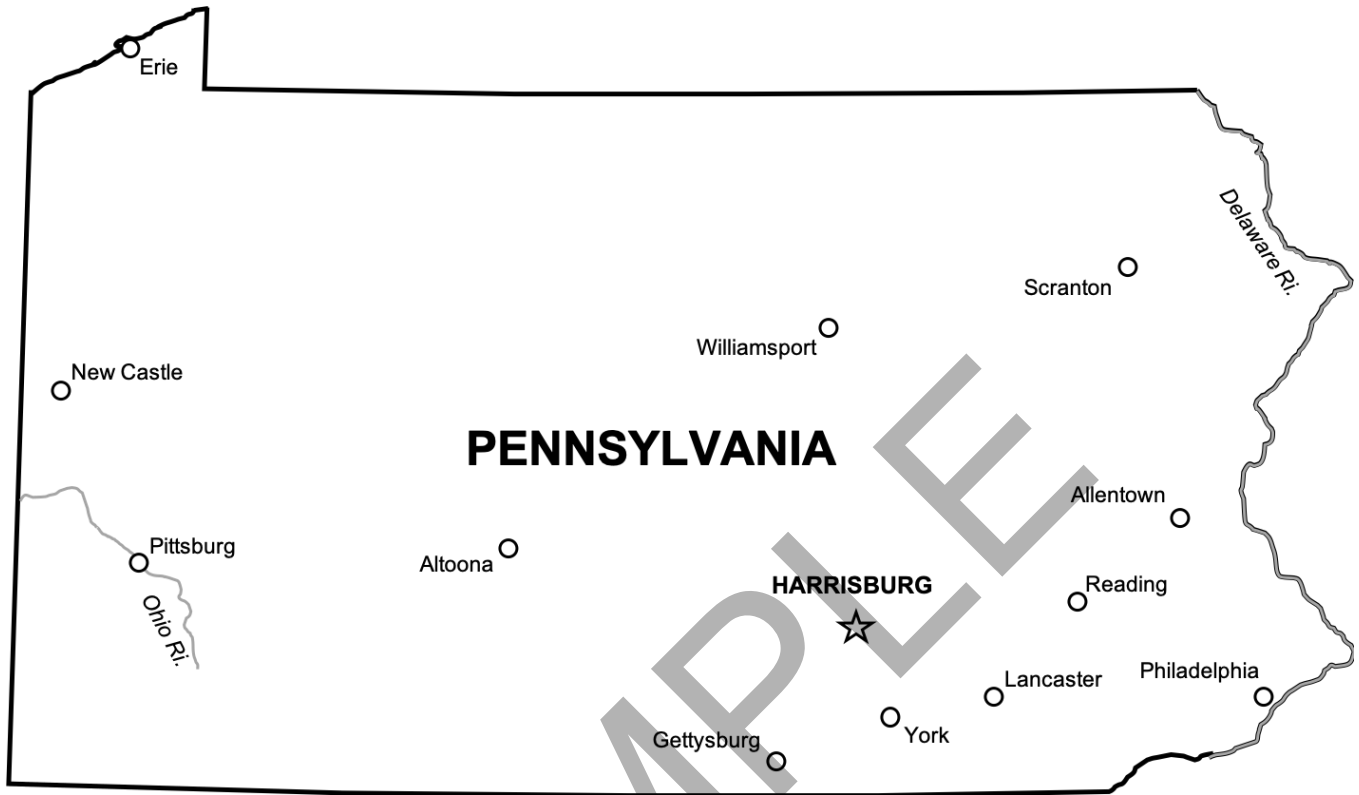 Erie
Delaware Ri.
Scranton
Williamsport
New Castle
PENNSYLVANIA
Allentown
Pittsburg
Altoona
HARRISBURG
Reading
Ohio Ri.
Lancaster
Philadelphia
York
Gettysburg
MPLE